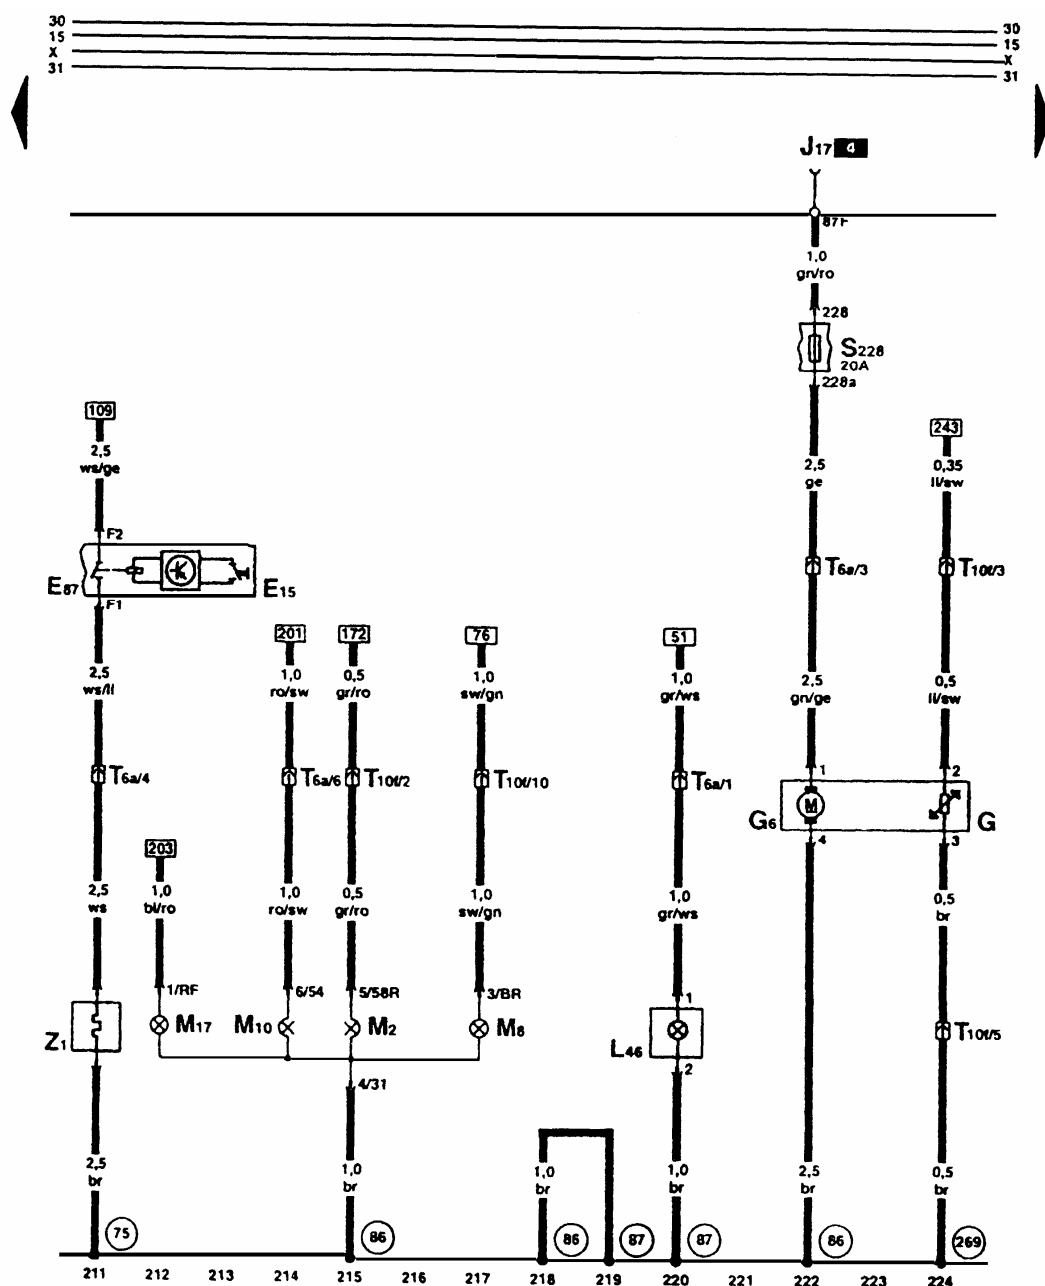 30 30
15 15
X X
31 31
J17 4
87F
1,0
gn/ro
228
S228
20A
228a
109
243
2,5
ws/ge
2,5
ge
0,35
ll/sw
F2
E87 E15
F1
T6a/3 T10f/3
201 172 76 51
2,5
ws/ll
1,0
ro/sw
0,5
gr/ro
1,0
sw/gn
1,0
gr/ws
2,5
gn/ge
0,5
ll/sw
T6a/4 T6a/6 T10f/2 T10f/10 T6a/1
1 2
G6 M G
4 3
203
2,5
ws
1,0
bl/ro
1,0
ro/sw
0,5
gr/ro
1,0
sw/gn
1,0
gr/ws
0,5
br
1/RF 6/54 5/58R 3/BR 1
Z1 M17 M10 M2 M8 L46 T10f/5
4/31 2
2,5
br
1,0
br
1,0
br
1,0
br
2,5
br
0,5
br
75 86 86 87 87 86 269
211 212 213 214 215 216 217 218 219 220 221 222 223 224